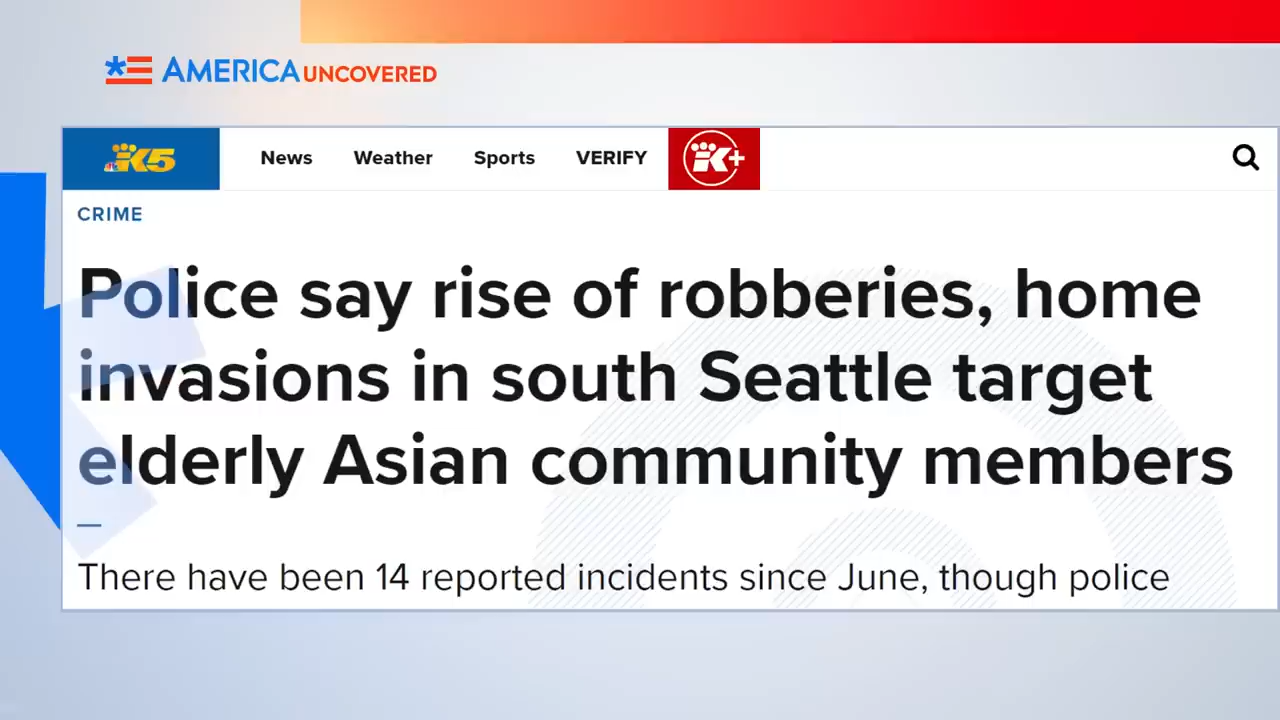 AMERICA UNCOVERED
K5 News Weather Sports VERIFY K+
CRIME
Police say rise of robberies, home
invasions in south Seattle target
elderly Asian community members
There have been 14 reported incidents since June, though police